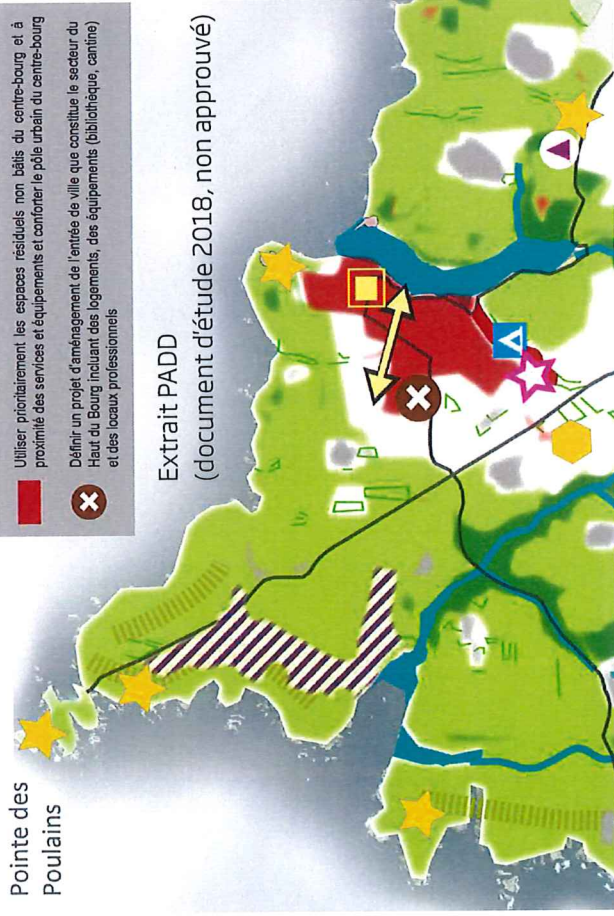 Utiliser prioritairement les espaces résiduels non bâtis du centre-bourg et à
proximité des services et équipements et conforter le pôle urbain du centre-bourg
Définir un projet d'aménagement de l'entrée de ville que constitue le secteur du
Haut du Bourg incluant des logements, des équipements (bibliothèque, cantine)
et des locaux professionnels
Extrait PADD
(document d'étude 2018, non approuvé)
Pointe des
Poulains